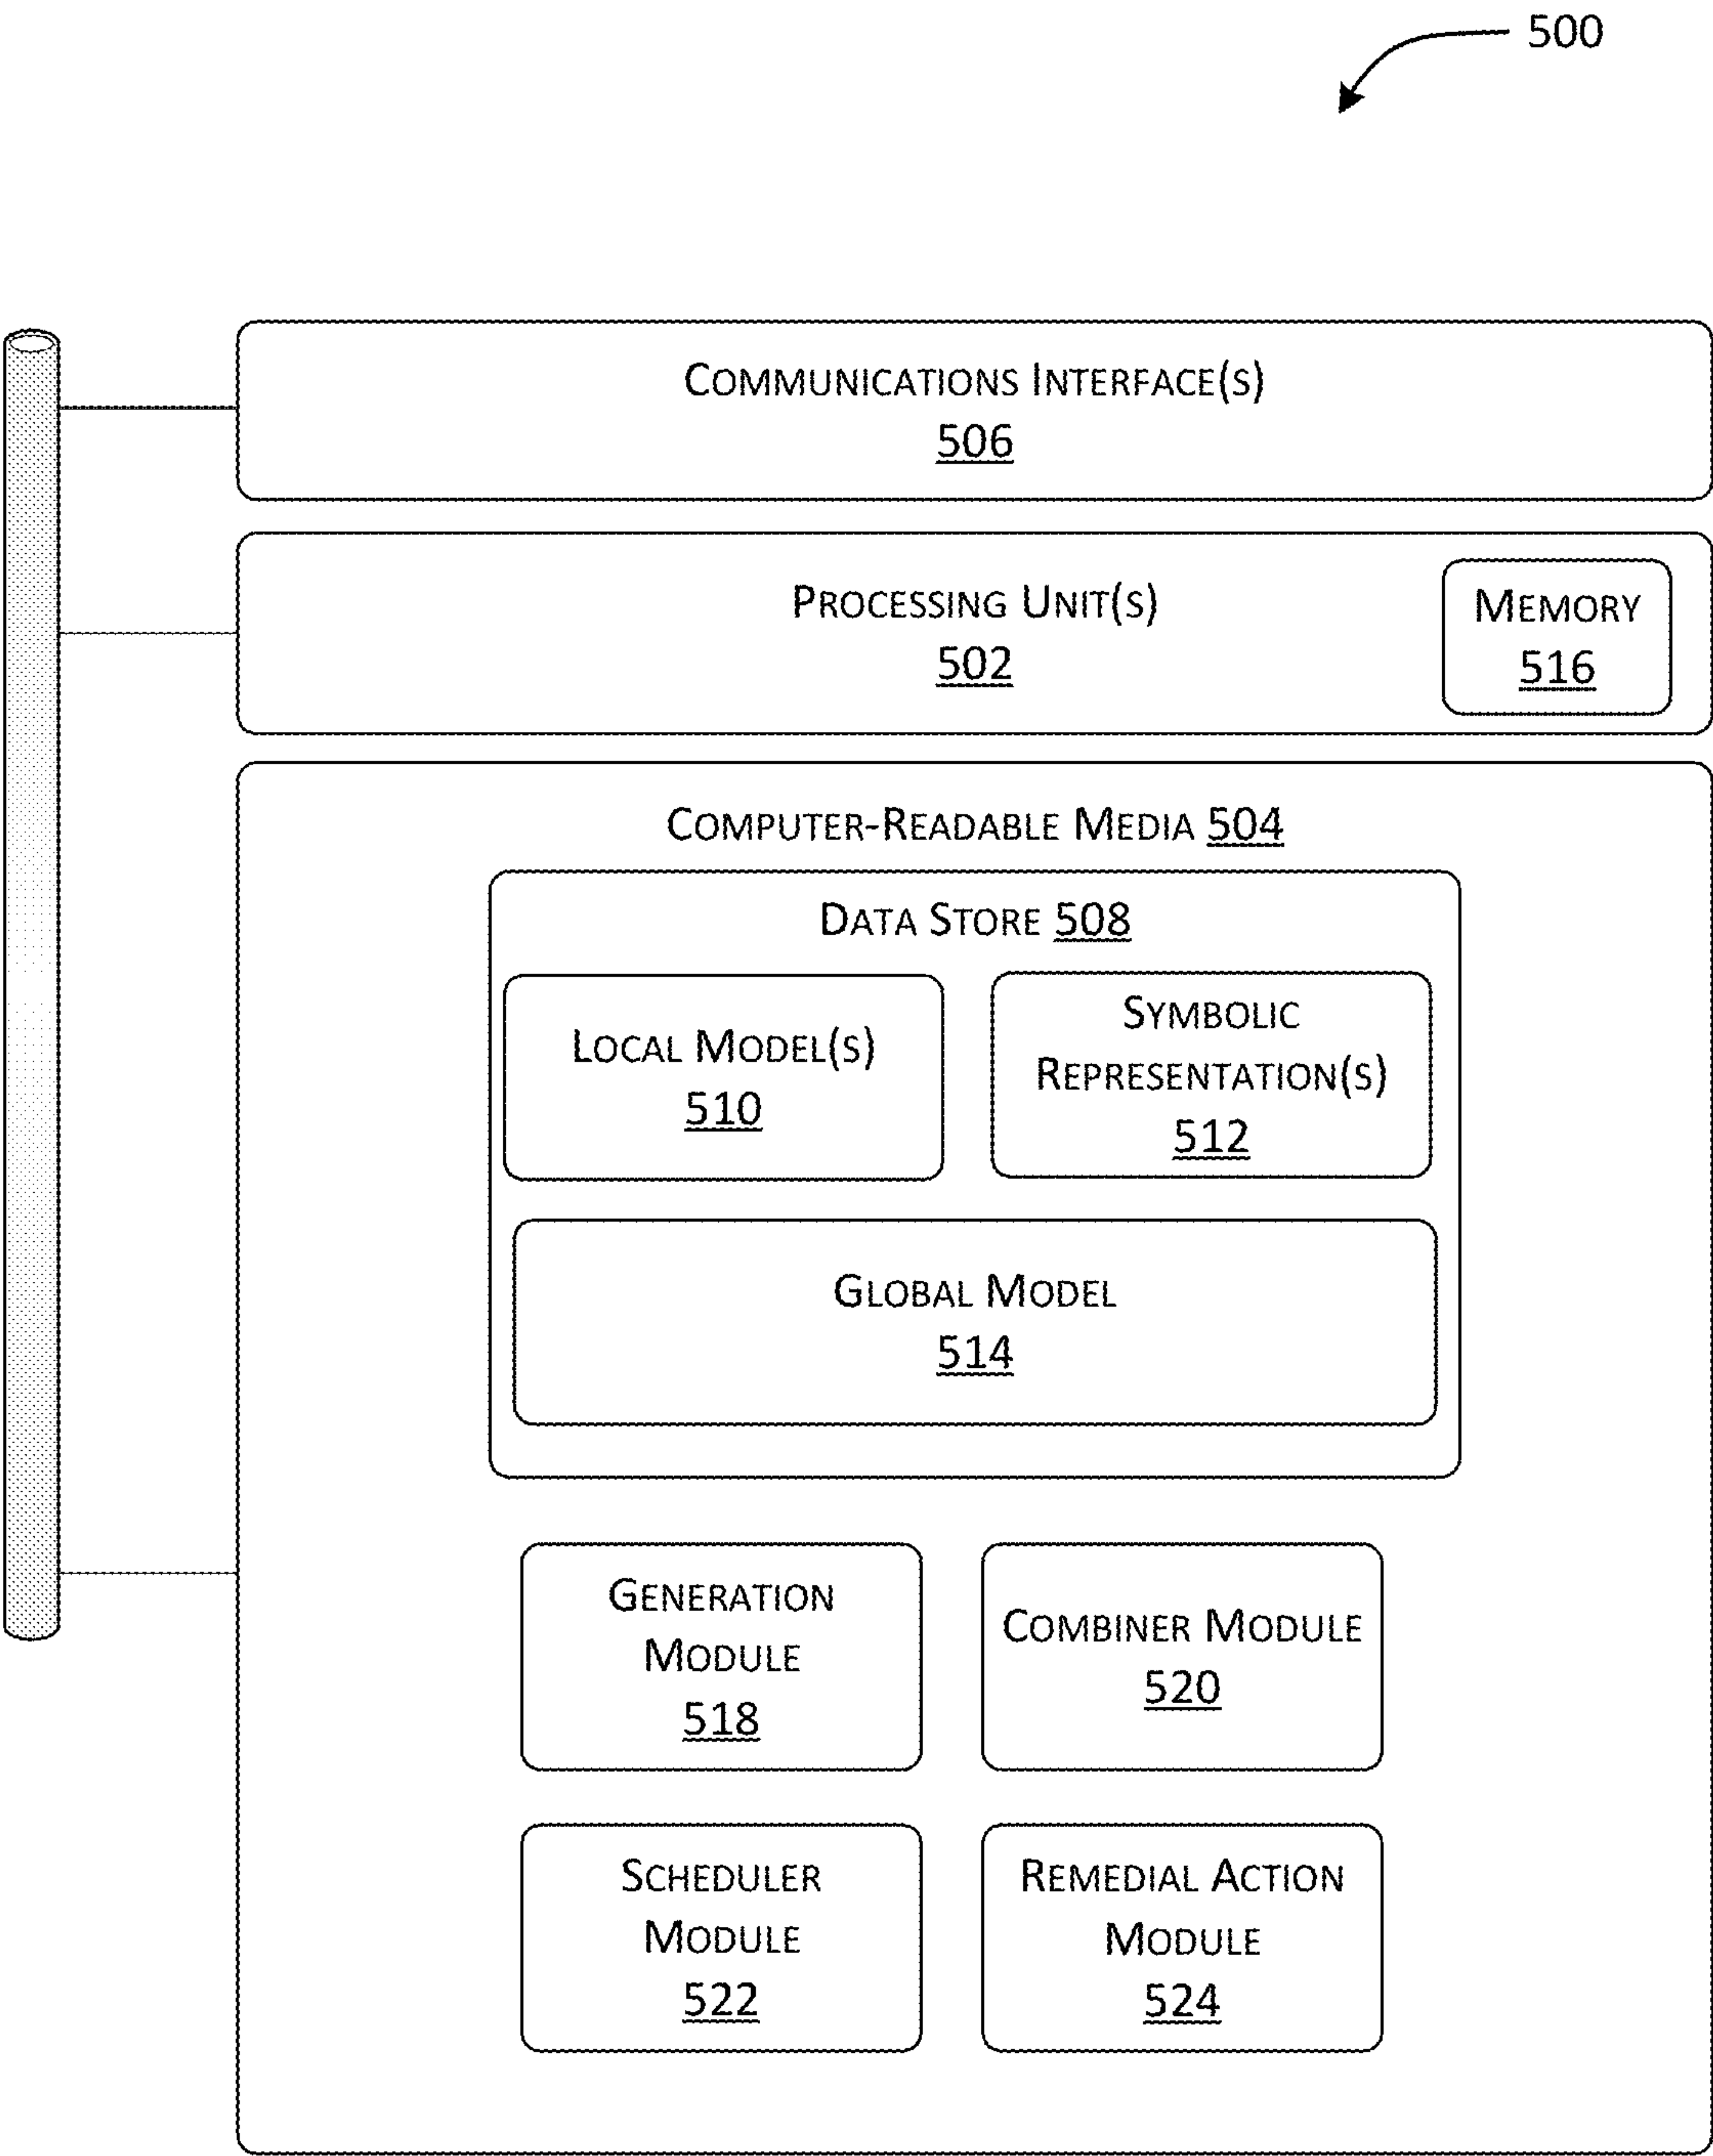 500
COMMUNICATIONS INTERFACE(S)
506
PROCESSING UNIT(S)
502
MEMORY
516
COMPUTER-READABLE MEDIA 504
DATA STORE 508
LOCAL MODEL(S)
510
SYMBOLIC
REPRESENTATION(S)
512
GLOBAL MODEL
514
GENERATION
MODULE
518
COMBINER MODULE
520
SCHEDULER
MODULE
522
REMEDIAL ACTION
MODULE
524